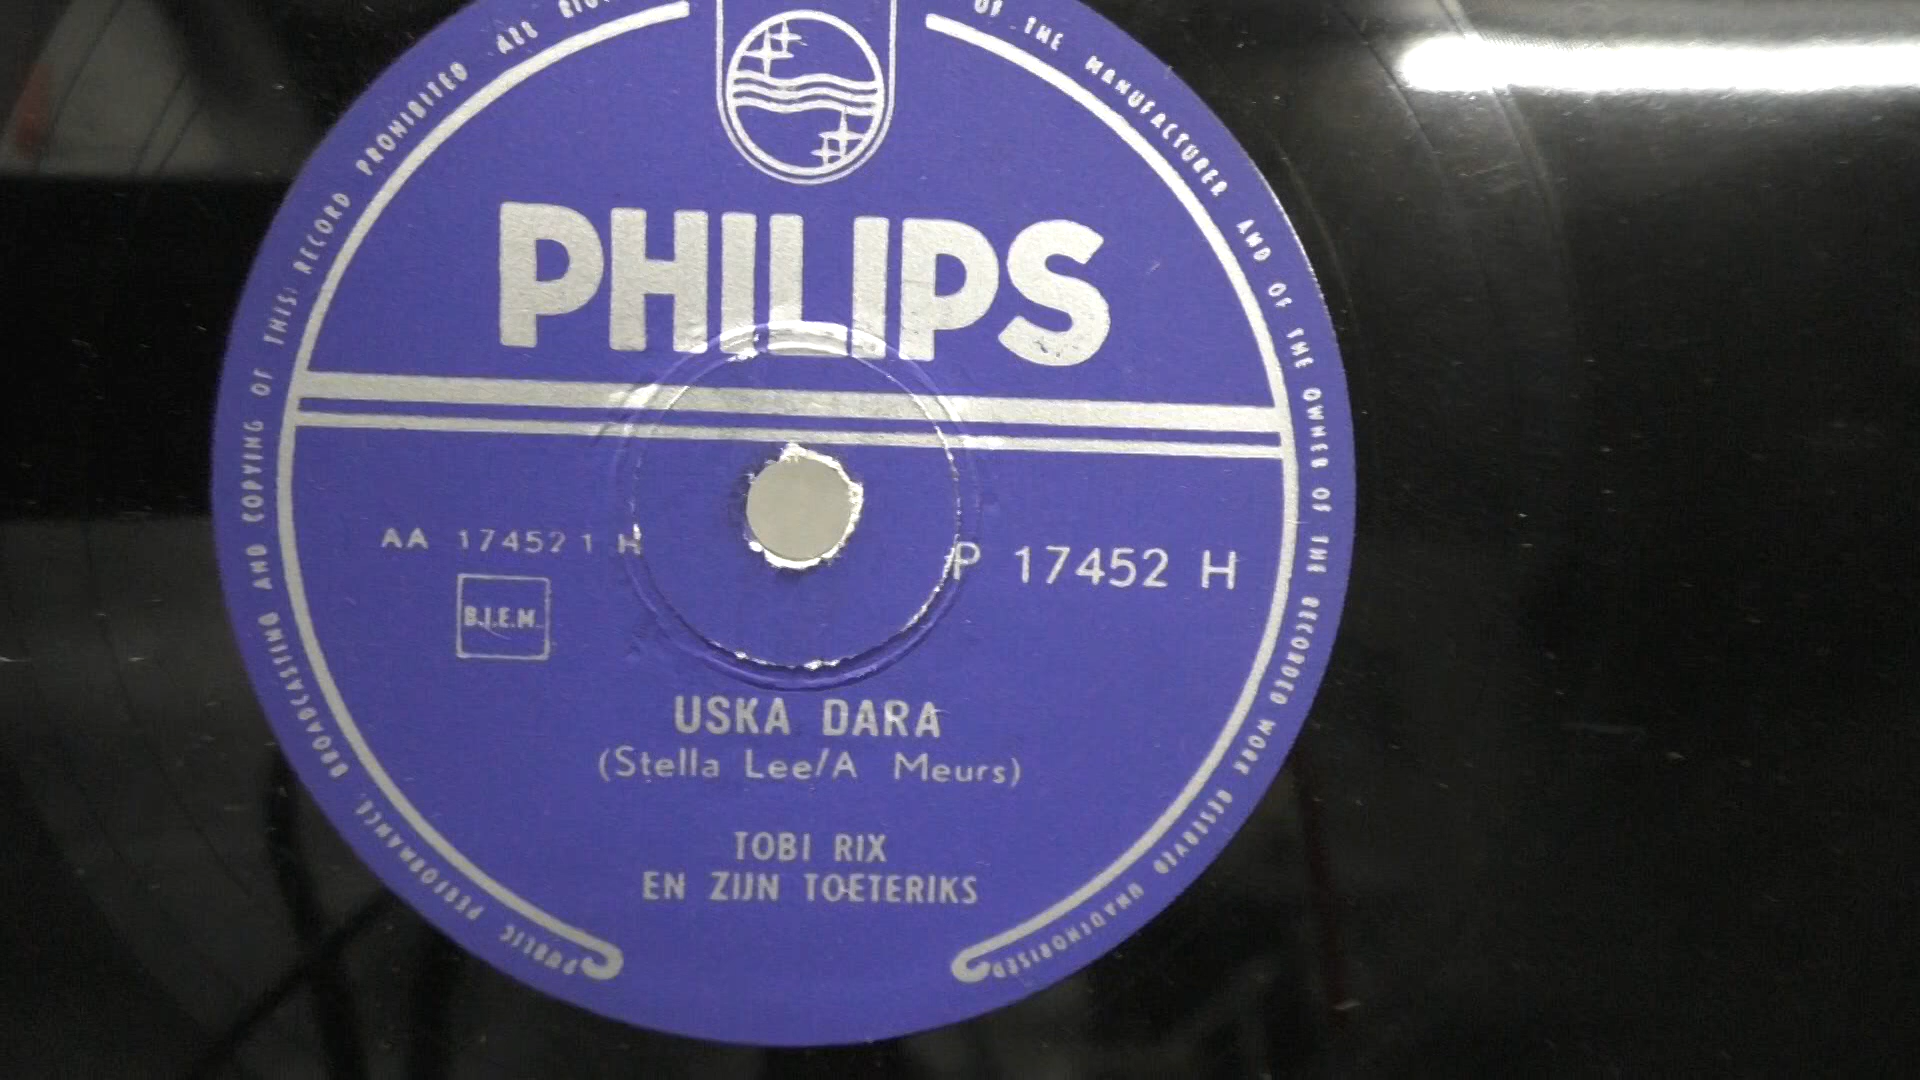 PUBLIC PERFORMANCE, BROADCASTING AND COPYING OF THIS RECORD PROHIBITED ALL OF THE MANUFACTURER AND OF THE OWNER OF THE RECORDED WORK RESERVED UNAUTHORISED
PHILIPS
AA 17452 1 H
P 17452 H
B.I.E.M.
USKA DARA
(Stella Lee/A Meurs)
TOBI RIX
EN ZIJN TOETERIKS